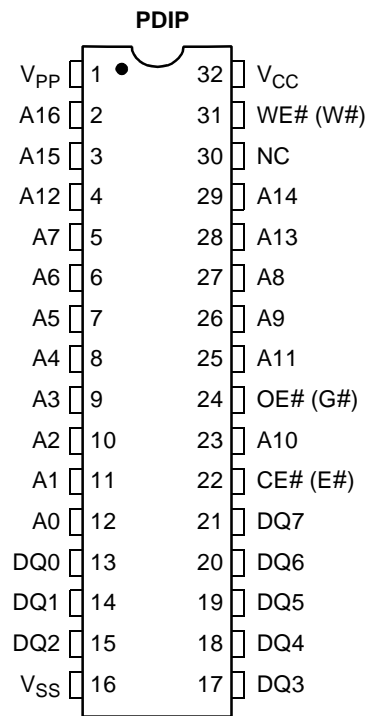 PDIP
VPP 1 32 VCC
A16 2 31 WE# (W#)
A15 3 30 NC
A12 4 29 A14
A7 5 28 A13
A6 6 27 A8
A5 7 26 A9
A4 8 25 A11
A3 9 24 OE# (G#)
A2 10 23 A10
A1 11 22 CE# (E#)
A0 12 21 DQ7
DQ0 13 20 DQ6
DQ1 14 19 DQ5
DQ2 15 18 DQ4
VSS 16 17 DQ3